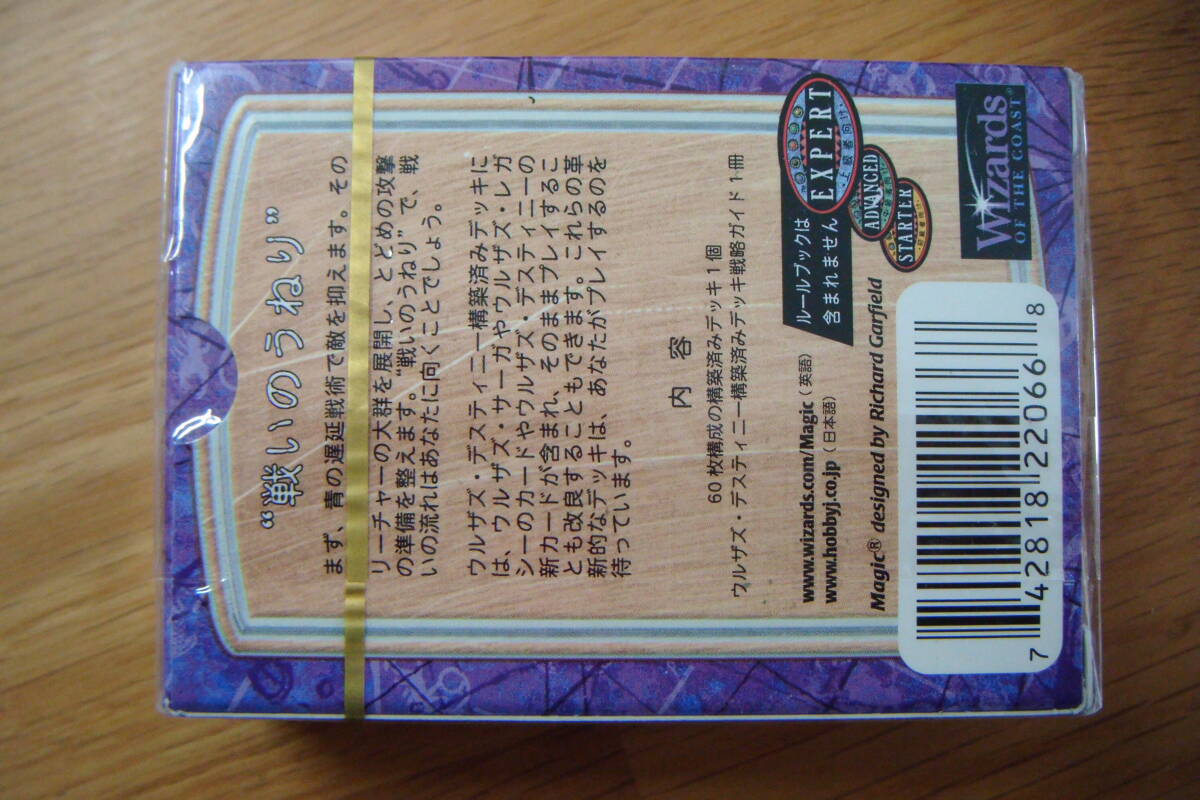 “戦いのうねり”
まず、青の遅延戦術で敵を抑えます。その
リーチャーの大群を展開し、とどめの攻撃
の準備を整えます。“戦いのうねり”で、戦
いの流れはあなたに向くことでしょう。
ウルザズ・デスティニー構築済みデッキに
は、ウルザズ・サーガやウルザズ・レガ
シーのカードやウルザズ・デスティニーの
新カードが含まれ、そのままプレイするこ
とも改良することもできます。これらの革
新的なデッキは、あなたがプレイするのを
待っています。
内 容
60枚構成の構築済みデッキ1個
ウルザズ・デスティニー構築済みデッキ戦略ガイド1冊
ルールブックは
含まれません
EXPERT
上級者向け
ADVANCED
STARTER
www.wizards.com/Magic（英語）
www.hobbyj.co.jp（日本語）
Magic® designed by Richard Garfield
Wizards®
OF THE COAST
7 42818 22066 8